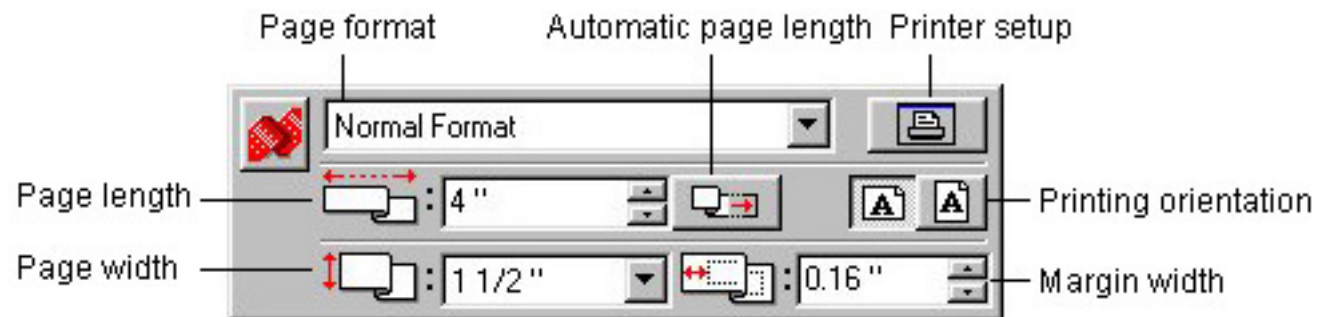 Page format Automatic page length Printer setup
Normal Format
Page length : 4 " A A Printing orientation
Page width : 1 1/2 " : 0.16 " Margin width